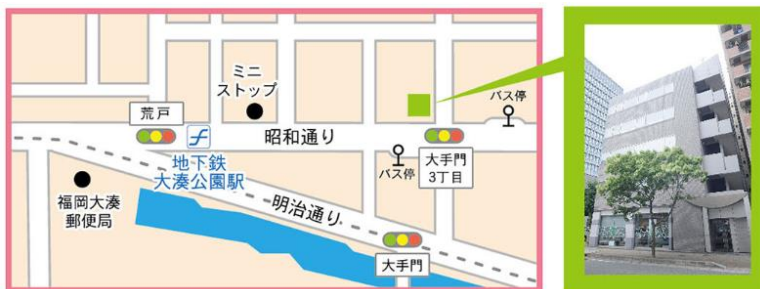 ミニ
ストップ
荒戸
昭和通り
バス停
バス停
地下鉄
大湊公園駅
大手門
3丁目
福岡大湊
郵便局
明治通り
大手門